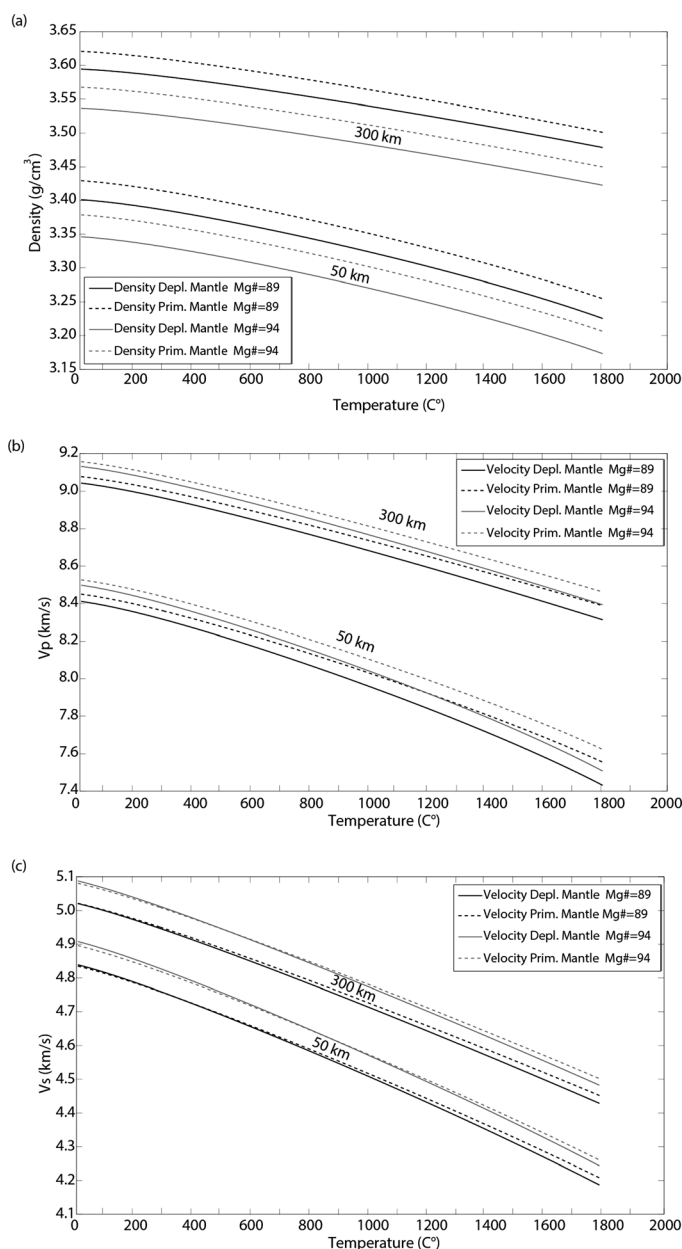 (a)
3.65
3.60
3.55
3.50
3.45
3.40
3.35
3.30
3.25
3.20
3.15
Density (g/cm³)
300 km
50 km
Density Depl. Mantle Mg#=89
Density Prim. Mantle Mg#=89
Density Depl. Mantle Mg#=94
Density Prim. Mantle Mg#=94
0 200 400 600 800 1000 1200 1400 1600 1800 2000
Temperature (C°)
(b)
9.2
9.0
8.8
8.6
8.4
8.2
8.0
7.8
7.6
7.4
Vp (km/s)
Velocity Depl. Mantle Mg#=89
Velocity Prim. Mantle Mg#=89
Velocity Depl. Mantle Mg#=94
Velocity Prim. Mantle Mg#=94
300 km
50 km
0 200 400 600 800 1000 1200 1400 1600 1800 2000
Temperature (C°)
(c)
5.1
5.0
4.9
4.8
4.7
4.6
4.5
4.4
4.3
4.2
4.1
Vs (km/s)
Velocity Depl. Mantle Mg#=89
Velocity Prim. Mantle Mg#=89
Velocity Depl. Mantle Mg#=94
Velocity Prim. Mantle Mg#=94
300 km
50 km
0 200 400 600 800 1000 1200 1400 1600 1800 2000
Temperature (C°)